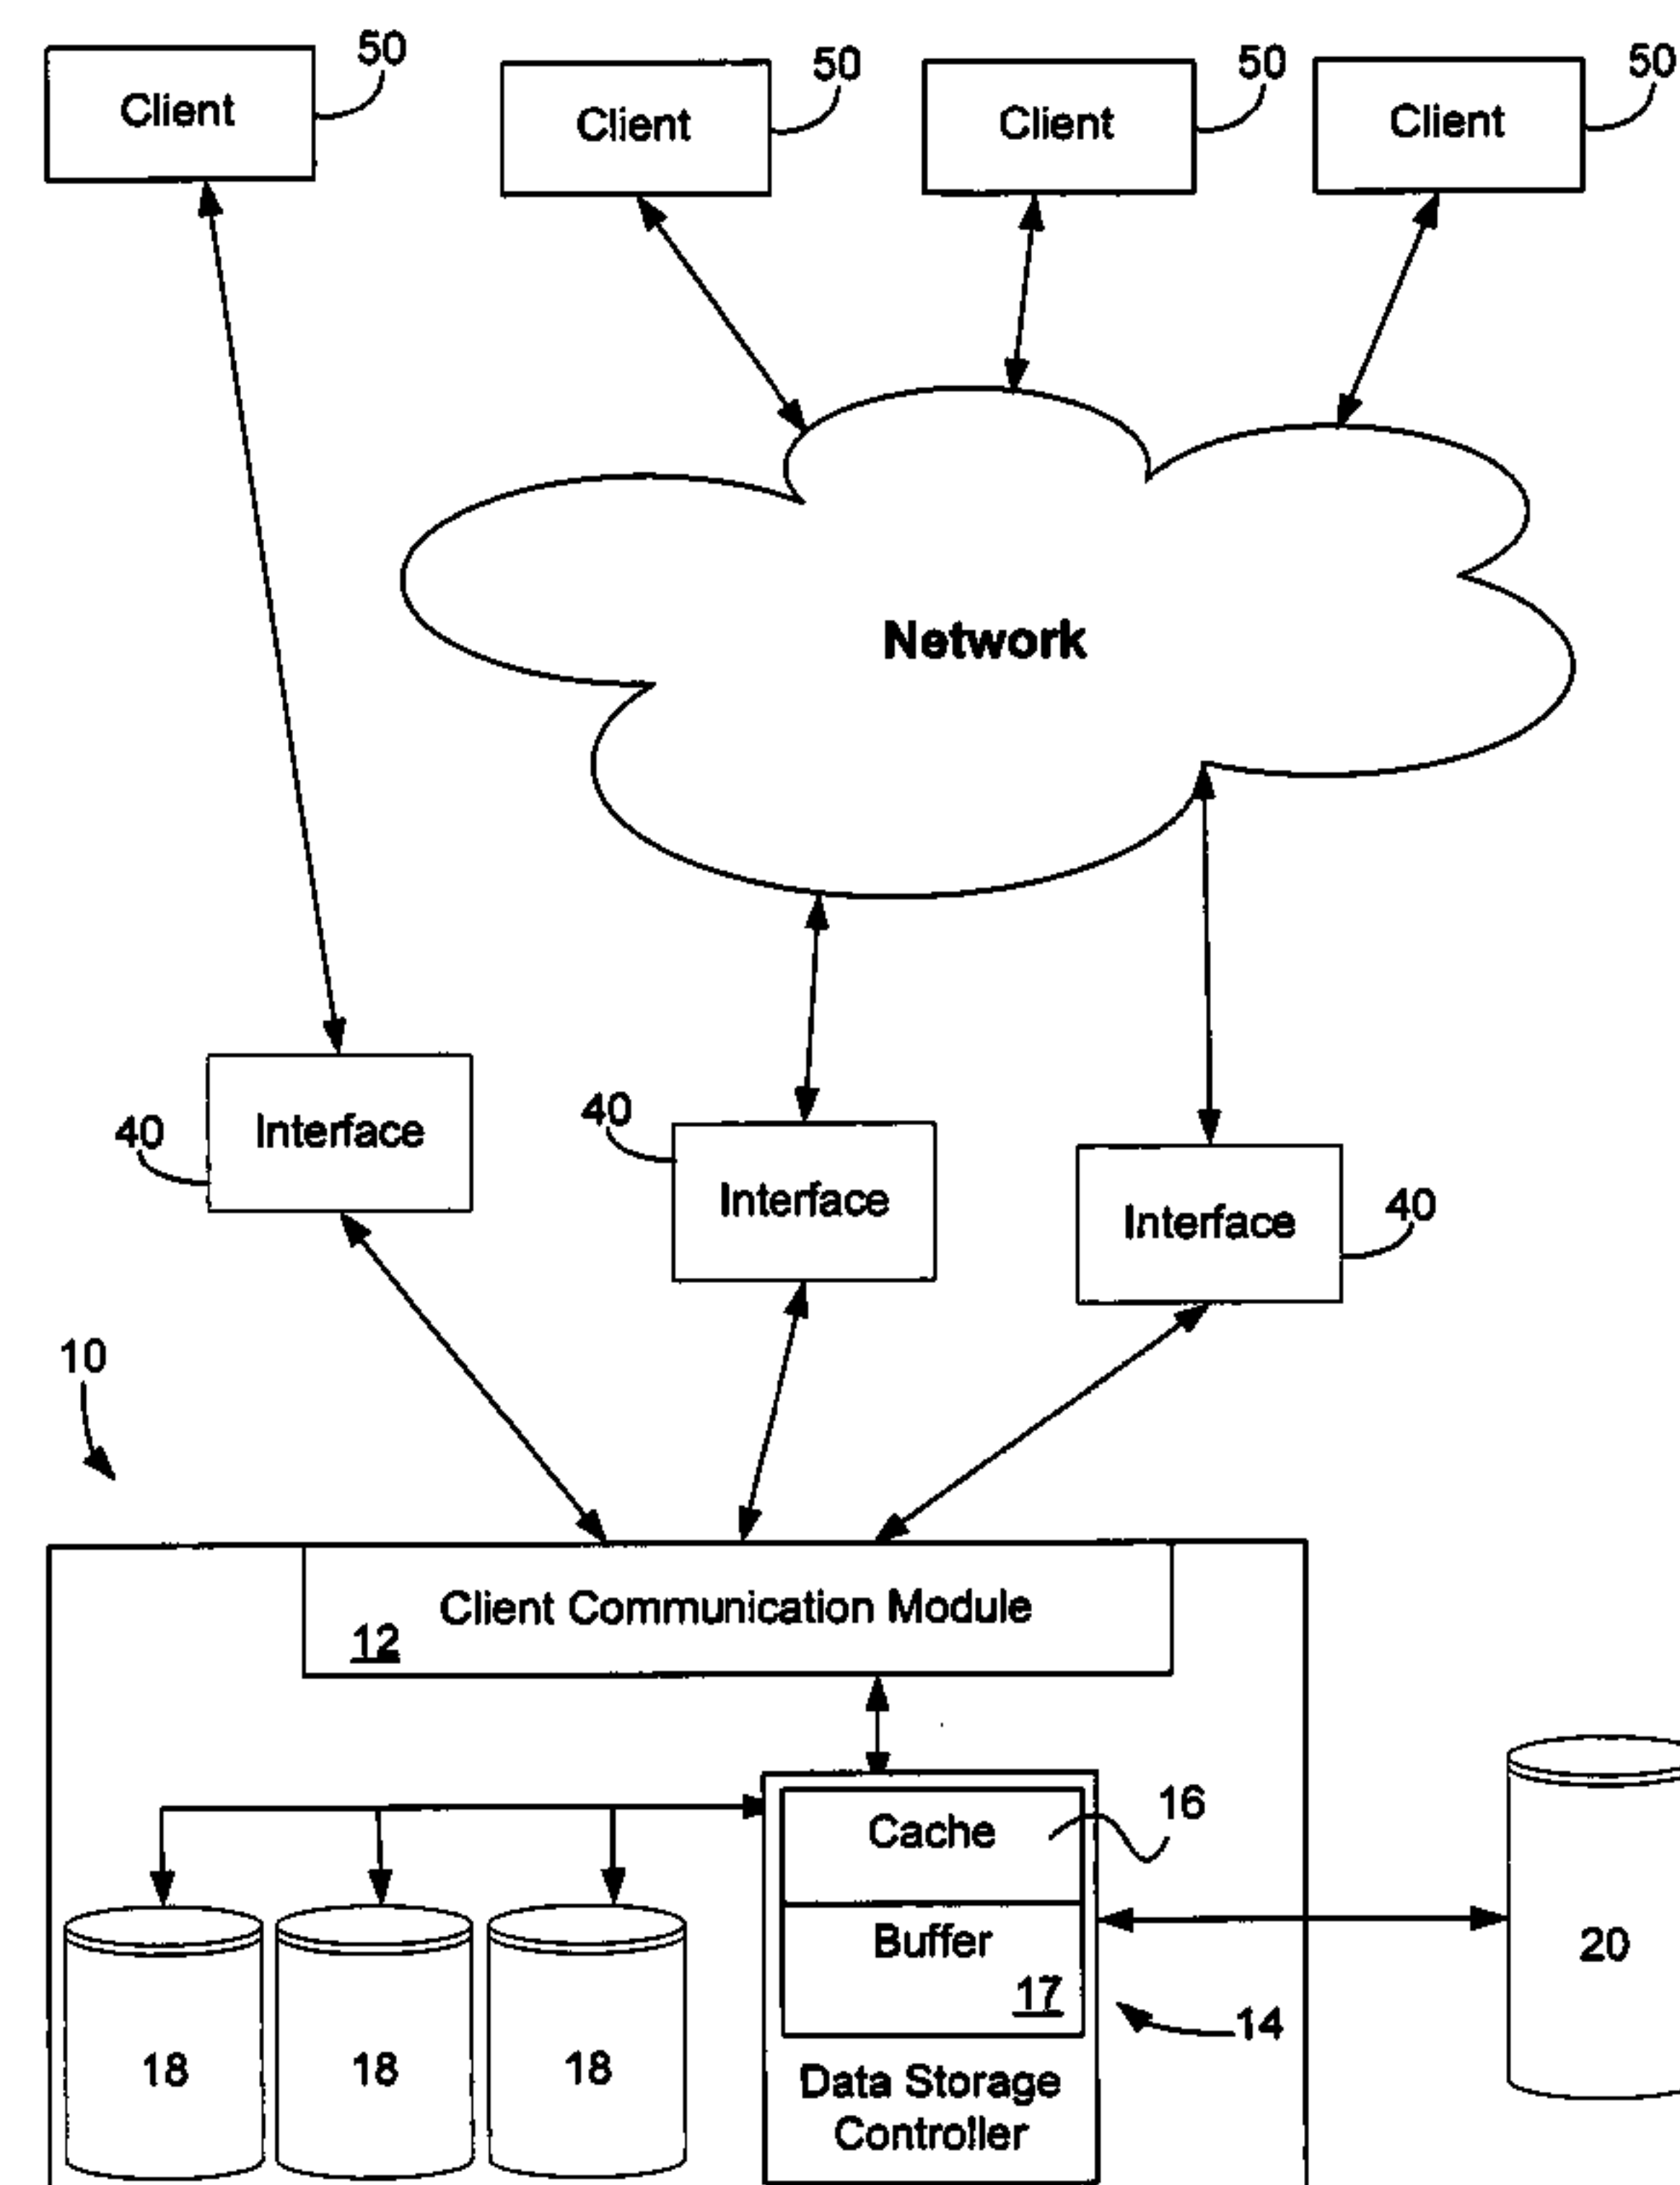 50
50
50
50
Client
Client
Client
Client
Network
40
Interface
40
Interface
Interface
40
10
Client Communication Module
12
Cache
16
Buffer
17
14
20
18
18
18
Data Storage
Controller